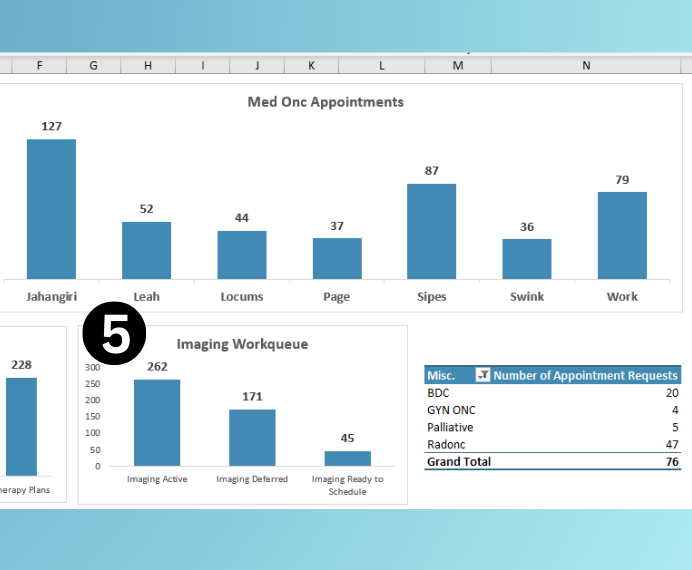 F G H I J K L M N
Med Onc Appointments
127
52
44
37
87
36
79
Jahangiri Leah Locums Page Sipes Swink Work
5
228
Therapy Plans
Imaging Workqueue
300
250
200
150
100
50
0
262
171
45
Imaging Active Imaging Deferred Imaging Ready to
Schedule
Misc. Number of Appointment Requests
BDC 20
GYN ONC 4
Palliative 5
Radonc 47
Grand Total 76